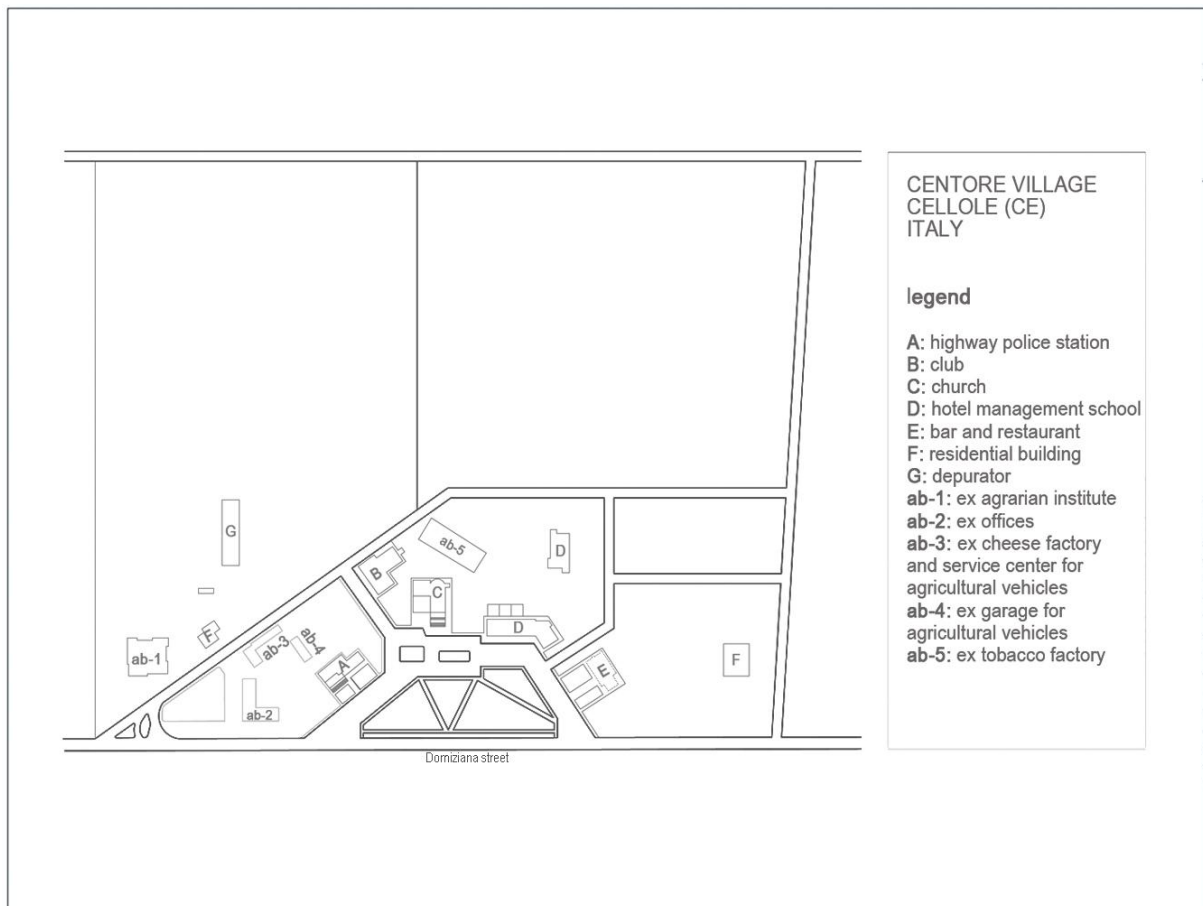 CENTORE VILLAGE
CELLOLE (CE)
ITALY
legend
A: highway police station
B: club
C: church
D: hotel management school
E: bar and restaurant
F: residential building
G: depurator
ab-1: ex agrarian institute
ab-2: ex offices
ab-3: ex cheese factory
and service center for
agricultural vehicles
ab-4: ex garage for
agricultural vehicles
ab-5: ex tobacco factory
G
ab-5
D
B
C
F
ab-3
ab-4
D
ab-1
A
E
F
ab-2
Domiziana street